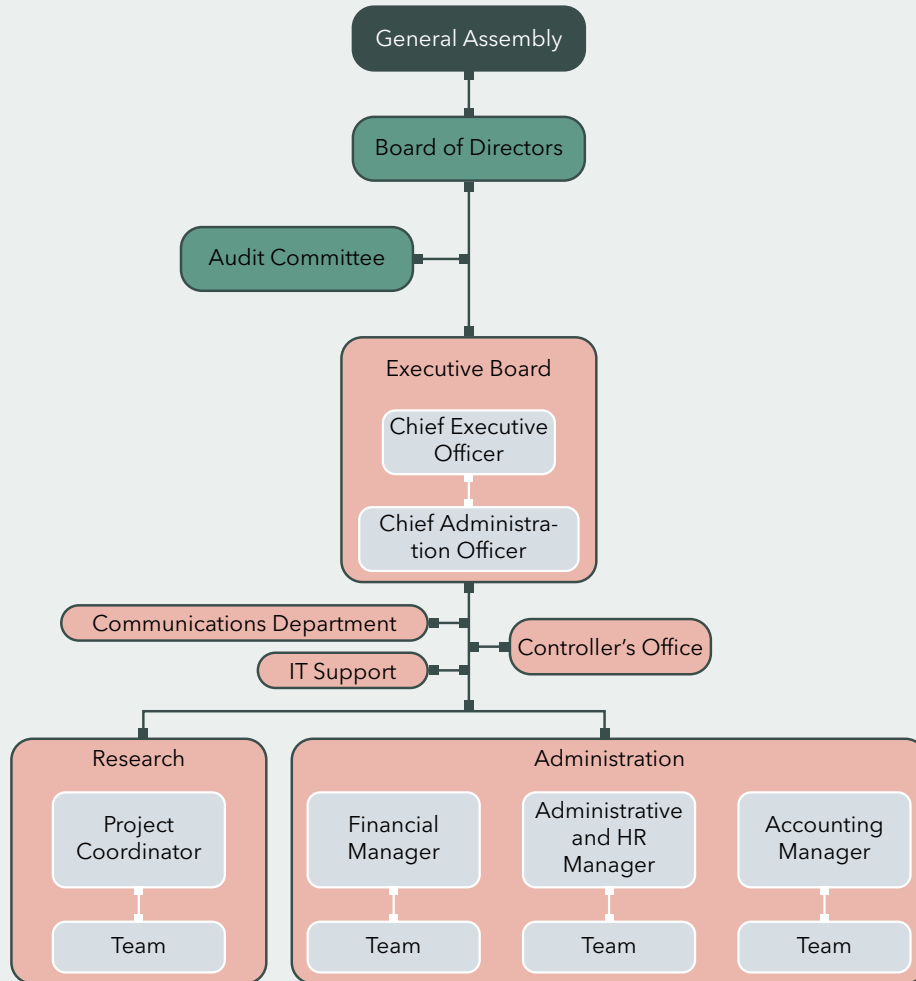 General Assembly
Board of Directors
Audit Committee
Executive Board
Chief Executive
Officer
Chief Administra-
tion Officer
Communications Department
Controller's Office
IT Support
Research
Project
Coordinator
Team
Administration
Financial
Manager
Team
Administrative
and HR
Manager
Team
Accounting
Manager
Team